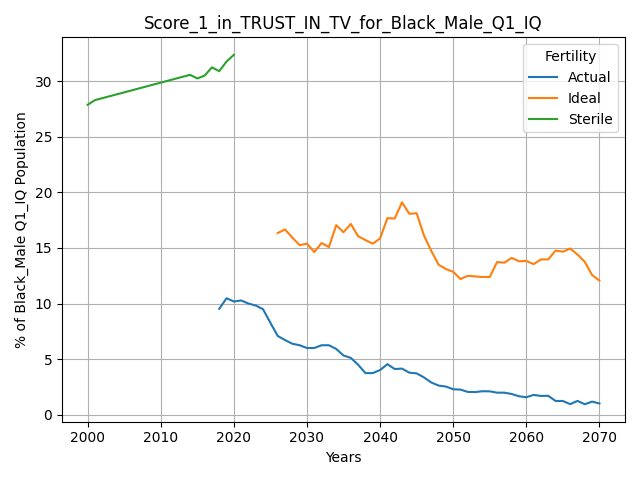 Score_1_in_TRUST_IN_TV_for_Black_Male_Q1_IQ
Fertility
Actual
Ideal
Sterile
% of Black_Male Q1_IQ Population
30
25
20
15
10
5
0
2000 2010 2020 2030 2040 2050 2060 2070
Years